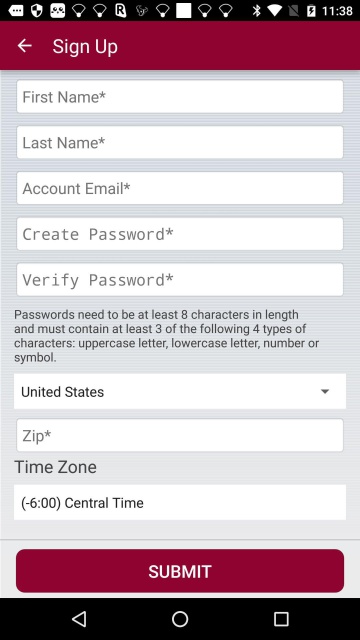 11:38
Sign Up
First Name*
Last Name*
Account Email*
Create Password*
Verify Password*
Passwords need to be at least 8 characters in length
and must contain at least 3 of the following 4 types of
characters: uppercase letter, lowercase letter, number or
symbol.
United States
Zip*
Time Zone
(-6:00) Central Time
SUBMIT